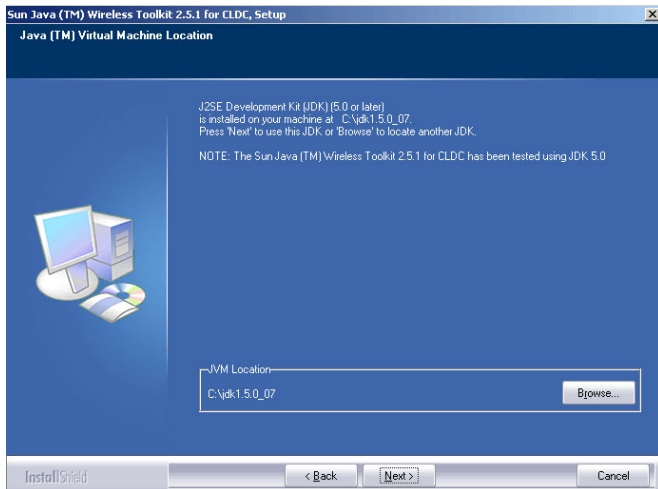 Sun Java (TM) Wireless Toolkit 2.5.1 for CLDC, Setup
Java (TM) Virtual Machine Location
J2SE Development Kit (JDK) (5.0 or later)
is installed on your machine at  C:\jdk1.5.0_07.
Press 'Next' to use this JDK or 'Browse' to locate another JDK.
NOTE: The Sun Java (TM) Wireless Toolkit 2.5.1 for CLDC has been tested using JDK 5.0
JVM Location
C:\jdk1.5.0_07
Browse...
InstallShield
< Back
Next >
Cancel